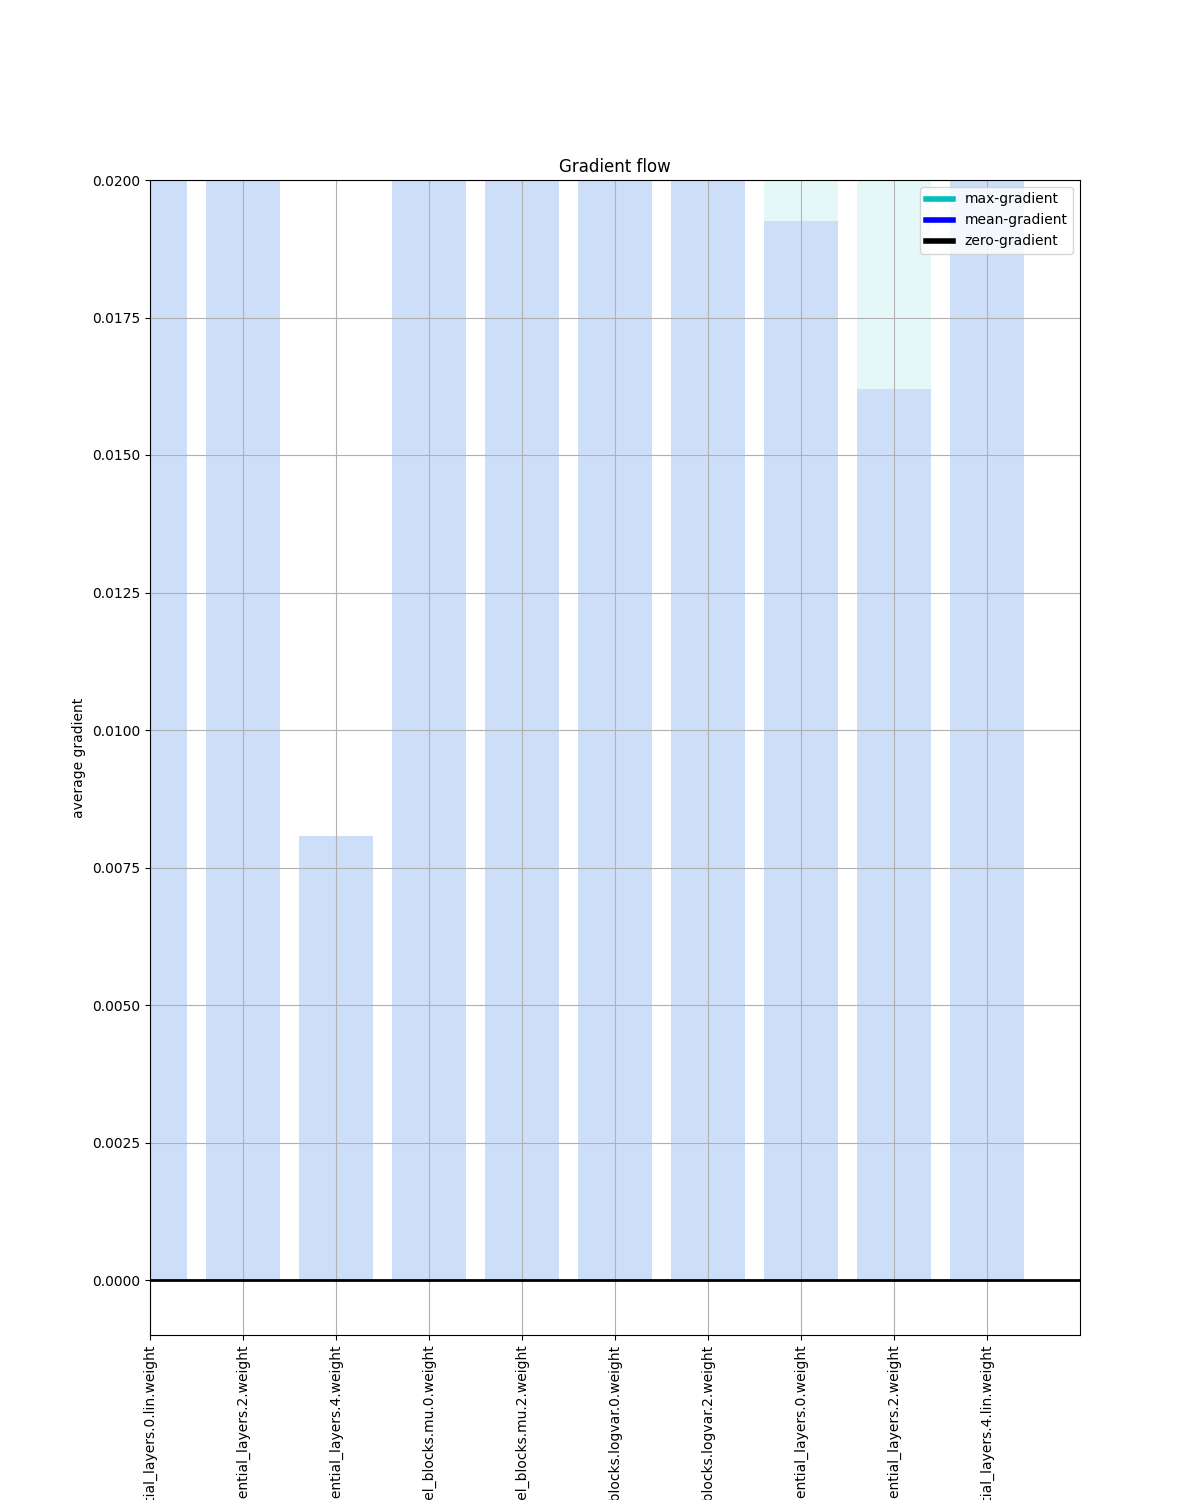 Gradient flow
max-gradient
mean-gradient
zero-gradient
0.0200
0.0175
0.0150
0.0125
0.0100
0.0075
0.0050
0.0025
0.0000
average gradient
tial_layers.0.lin.weight
ential_layers.2.weight
ential_layers.4.weight
el_blocks.mu.0.weight
el_blocks.mu.2.weight
blocks.logvar.0.weight
blocks.logvar.2.weight
ential_layers.0.weight
ential_layers.2.weight
tial_layers.4.lin.weight